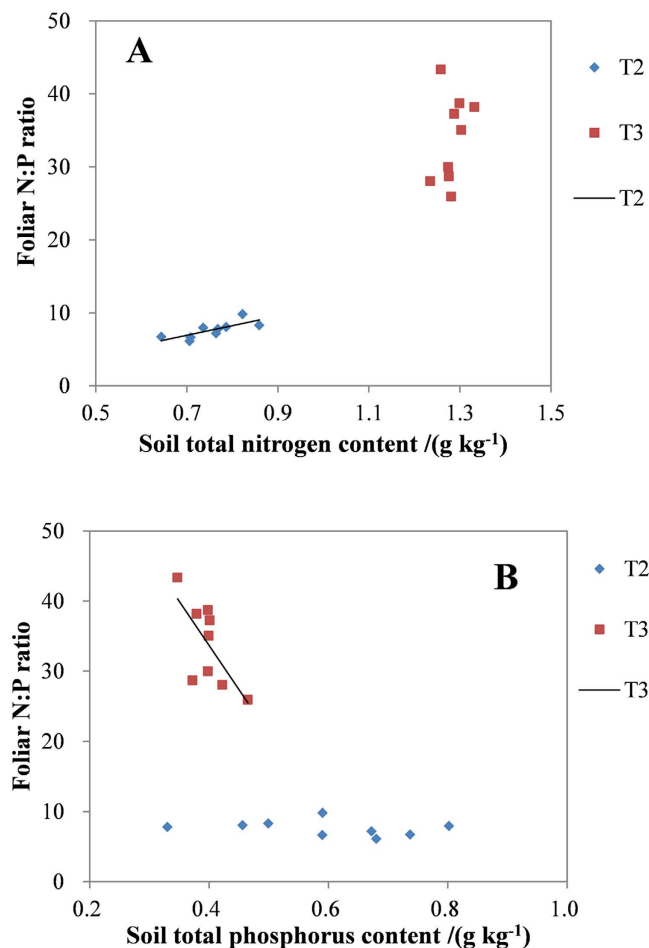 A
50
40
30
20
10
0
Foliar N:P ratio
0.5 0.7 0.9 1.1 1.3 1.5
Soil total nitrogen content /(g kg⁻¹)
T2
T3
T2
B
50
40
30
20
10
0
Foliar N:P ratio
0.2 0.4 0.6 0.8 1.0
Soil total phosphorus content /(g kg⁻¹)
T2
T3
T3